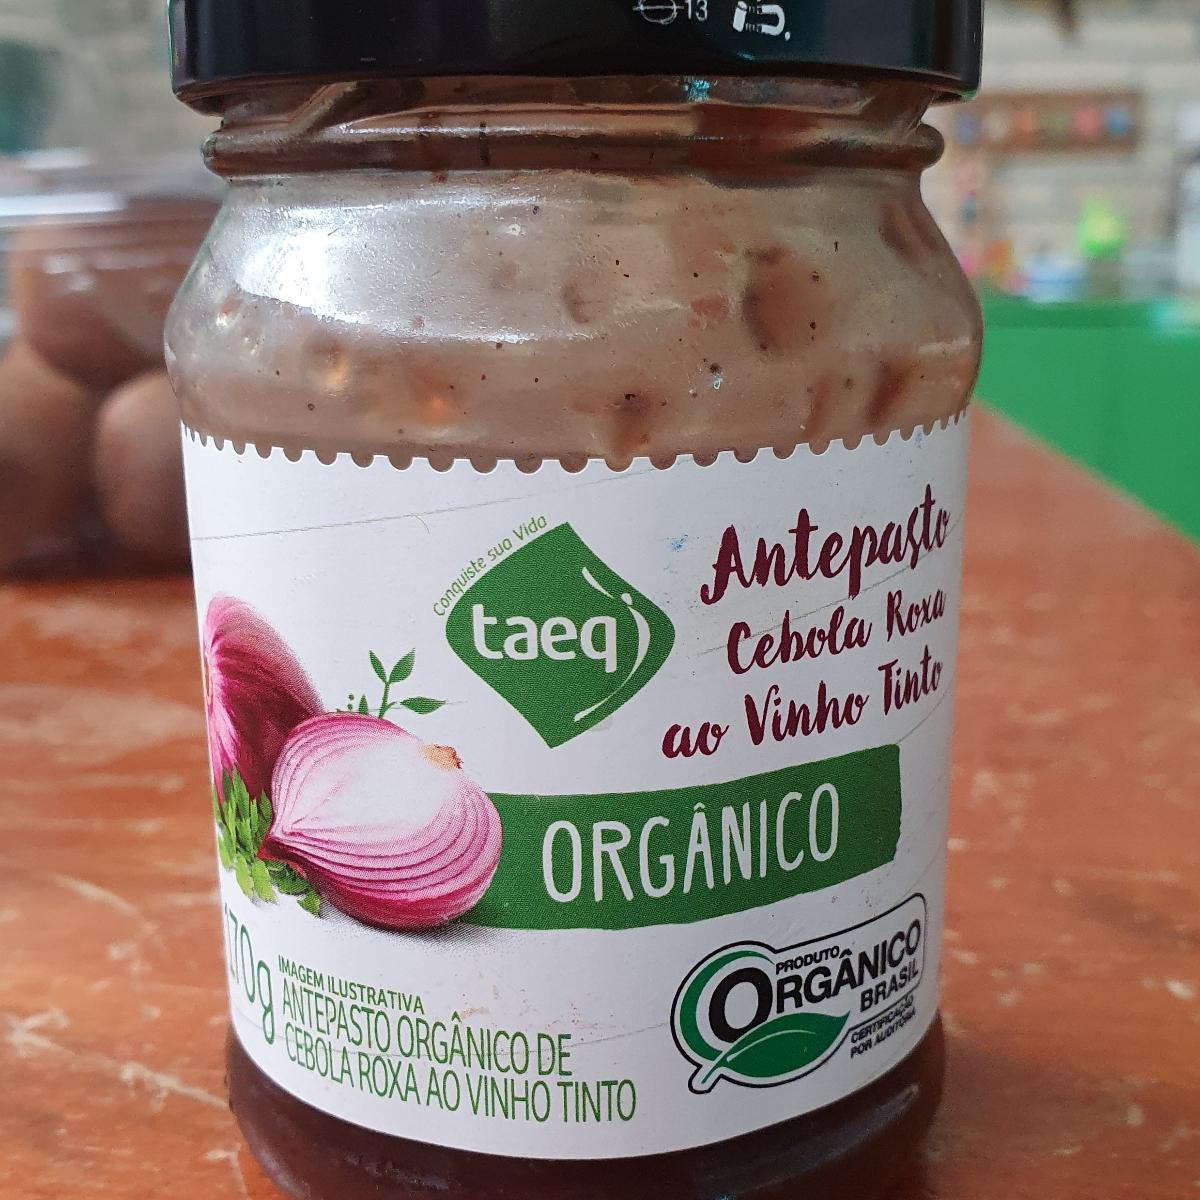 13
Conquiste sua Vida
taeq
Antepasto
Cebola Roxa
ao Vinho Tinto
ORGÂNICO
170g
IMAGEM ILUSTRATIVA
ANTEPASTO ORGÂNICO DE
CEBOLA ROXA AO VINHO TINTO
PRODUTO
ORGÂNICO
BRASIL
CERTIFICAÇÃO
POR AUDITORIA